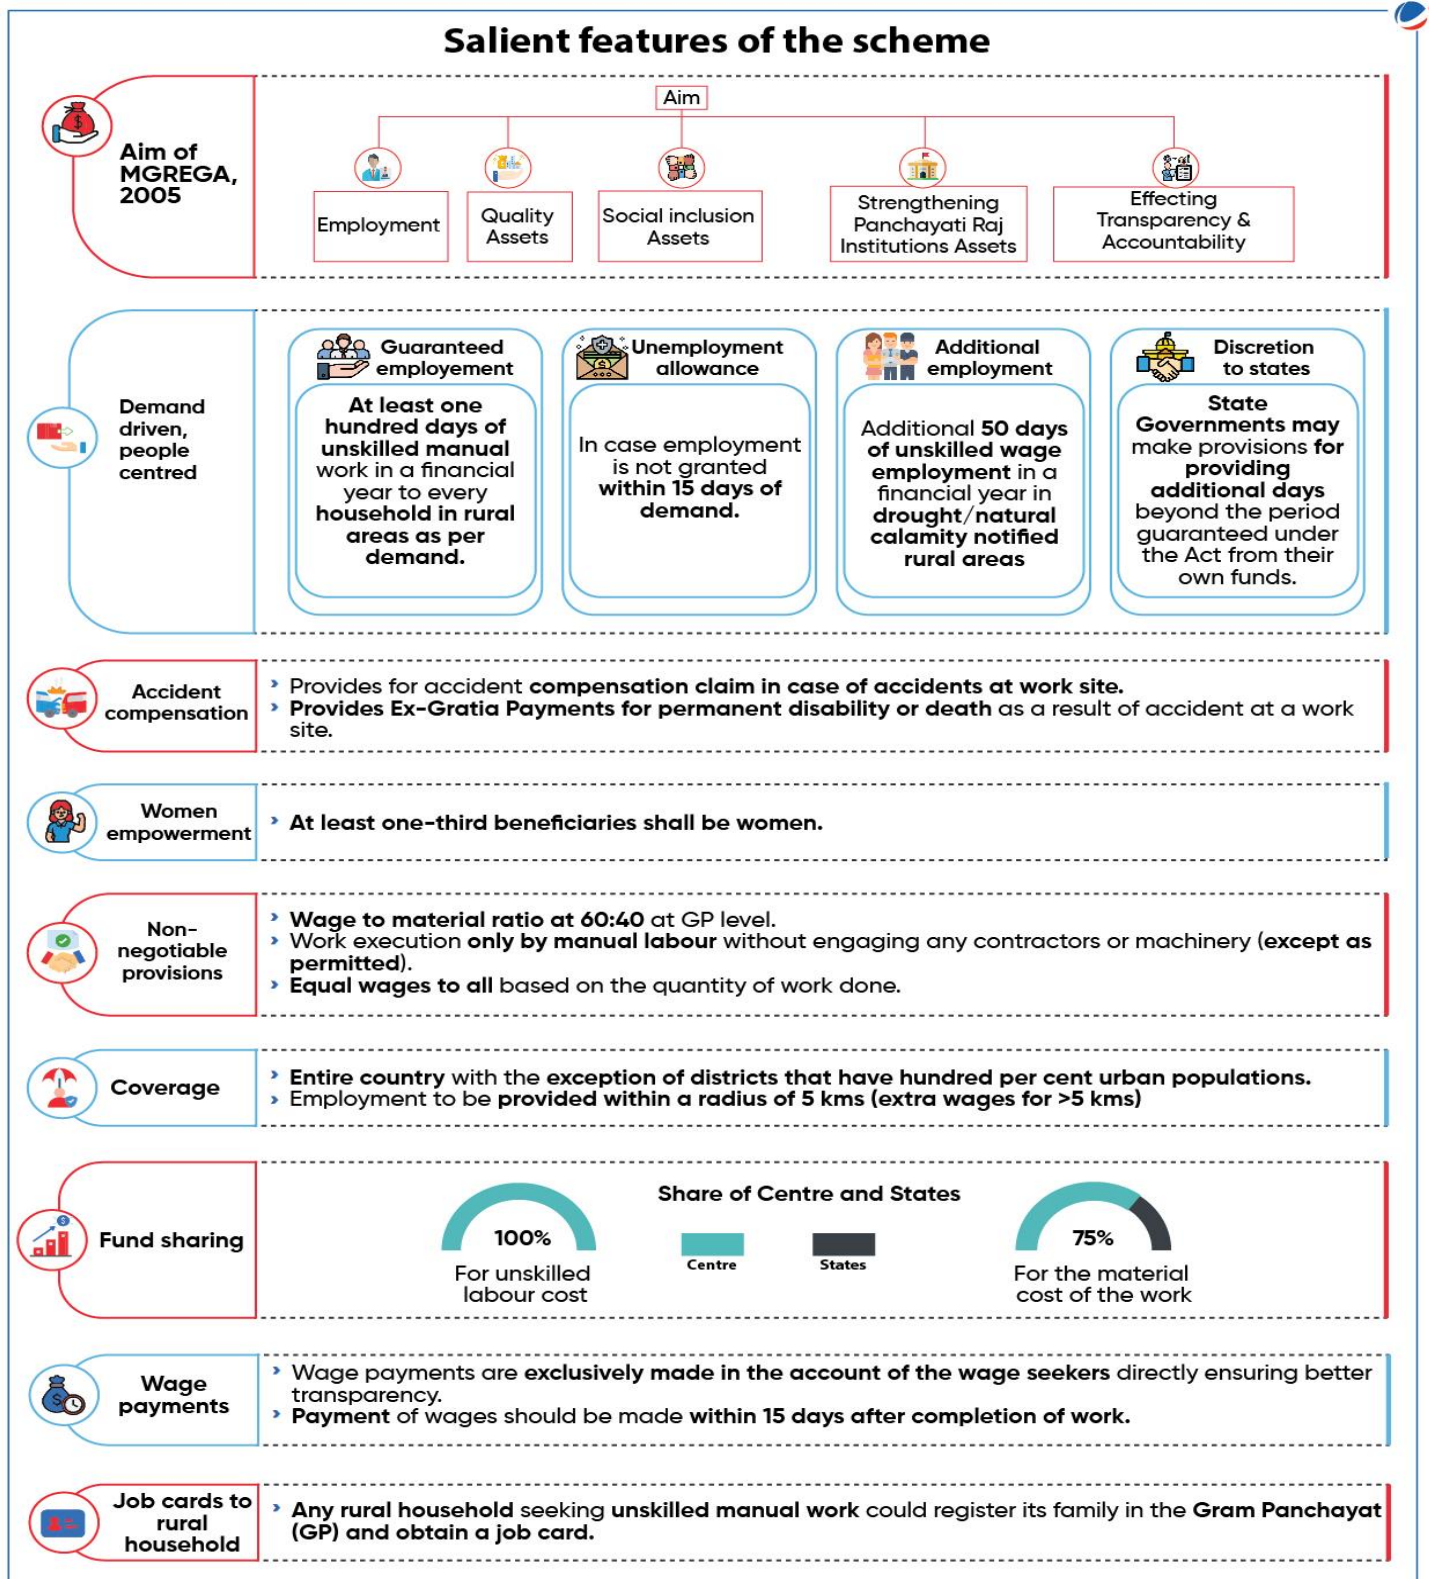 Salient features of the scheme
Aim of
MGREGA,
2005
Aim
Employment
Quality
Assets
Social inclusion
Assets
Strengthening
Panchayati Raj
Institutions Assets
Effecting
Transparency &
Accountability
Demand
driven,
people
centred
Guaranteed
employement
At least one
hundred days of
unskilled manual
work in a financial
year to every
household in rural
areas as per
demand.
Unemployment
allowance
In case employment
is not granted
within 15 days of
demand.
Additional
employment
Additional 50 days
of unskilled wage
employment in a
financial year in
drought/natural
calamity notified
rural areas
Discretion
to states
State
Governments may
make provisions for
providing
additional days
beyond the period
guaranteed under
the Act from their
own funds.
Accident
compensation
› Provides for accident compensation claim in case of accidents at work site.
› Provides Ex-Gratia Payments for permanent disability or death as a result of accident at a work
site.
Women
empowerment
› At least one-third beneficiaries shall be women.
Non-
negotiable
provisions
› Wage to material ratio at 60:40 at GP level.
› Work execution only by manual labour without engaging any contractors or machinery (except as
permitted).
› Equal wages to all based on the quantity of work done.
Coverage
› Entire country with the exception of districts that have hundred per cent urban populations.
› Employment to be provided within a radius of 5 kms (extra wages for >5 kms)
Fund sharing
Share of Centre and States
100%
For unskilled
labour cost
Centre
States
75%
For the material
cost of the work
Wage
payments
› Wage payments are exclusively made in the account of the wage seekers directly ensuring better
transparency.
› Payment of wages should be made within 15 days after completion of work.
Job cards to
rural
household
› Any rural household seeking unskilled manual work could register its family in the Gram Panchayat
(GP) and obtain a job card.